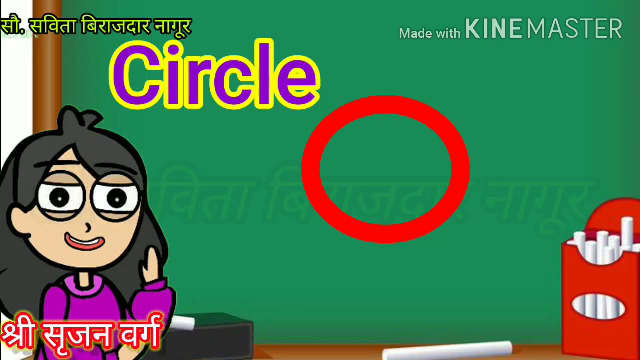 सौ. सविता बिराजदार नागूर
Made with KINEMASTER
Circle
सविता बिराजदार नागूर
श्री सृजन वर्ग